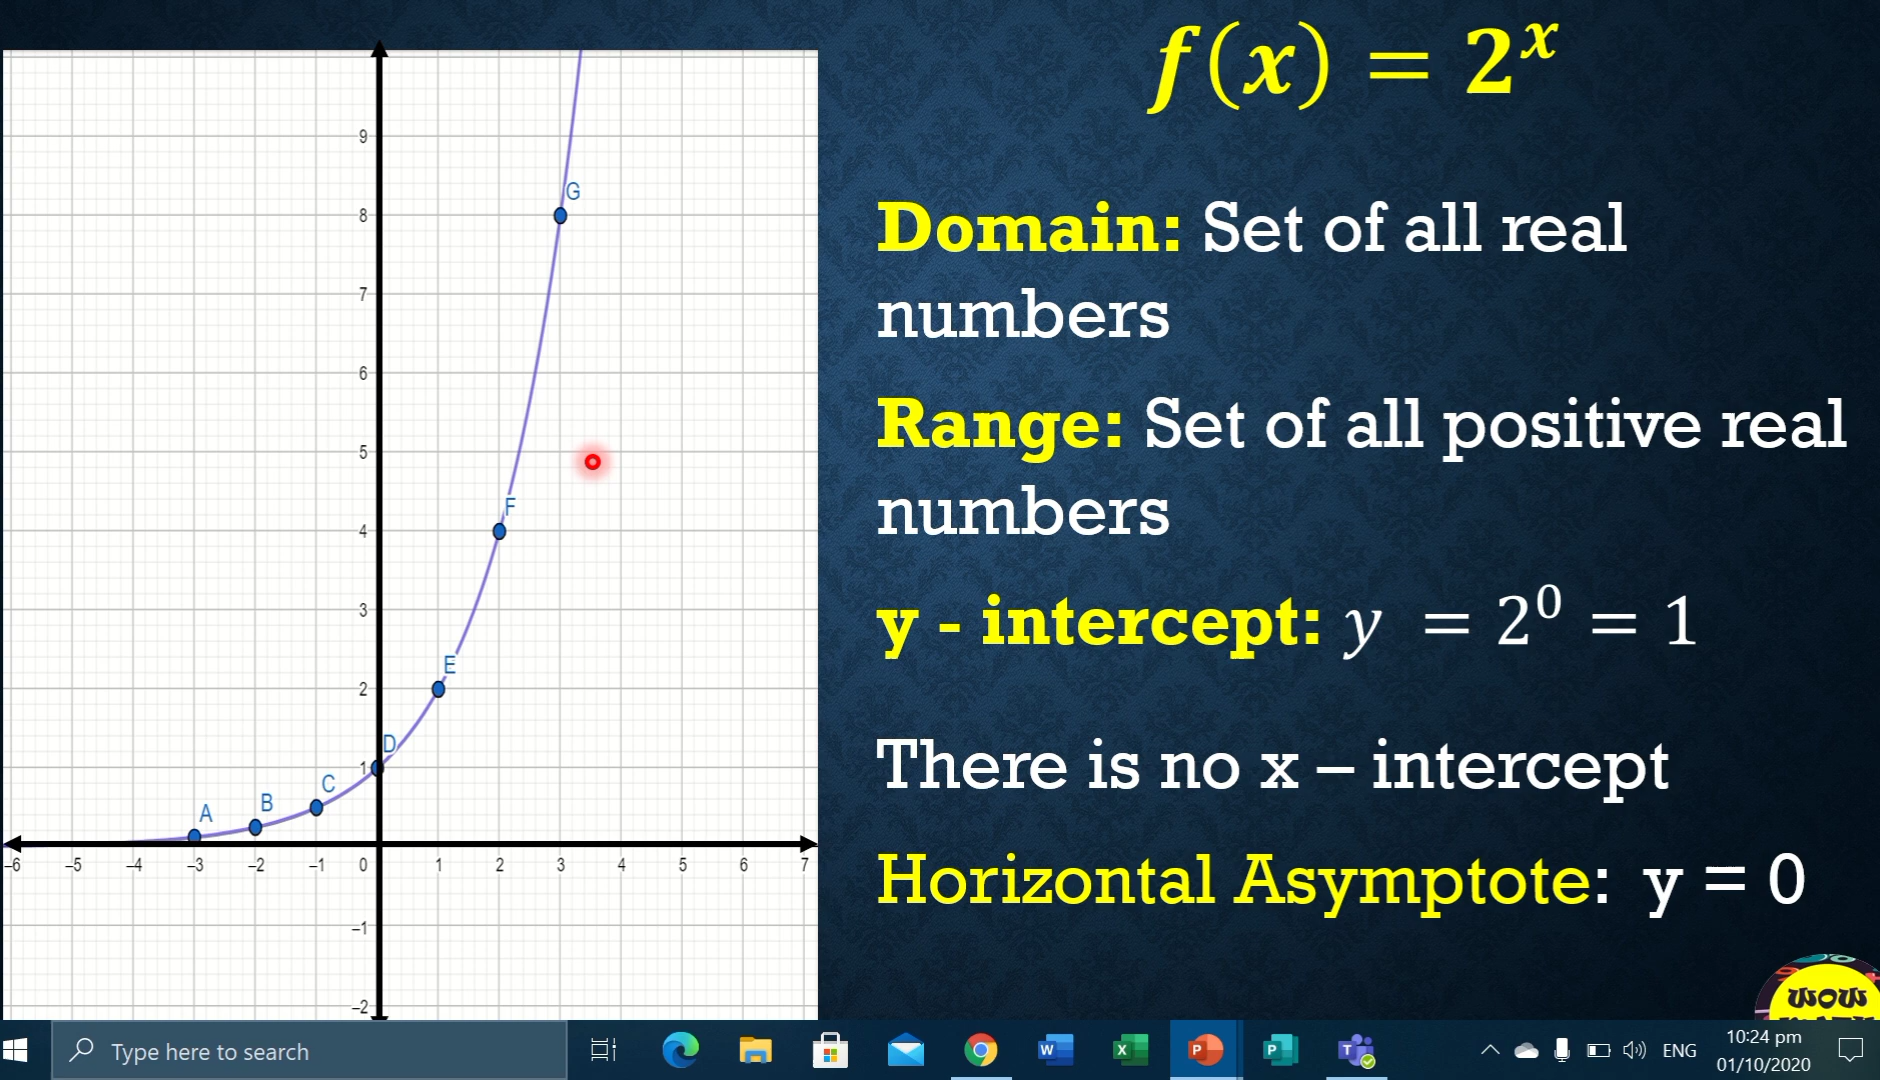 f(x) = 2^x
Domain: Set of all real
numbers
Range: Set of all positive real
numbers
y - intercept: y = 2^0 = 1
There is no x – intercept
Horizontal Asymptote: y = 0
9
G
8
7
6
5
F
4
3
E
2
D
1
C
B
A
–6 –5 –4 –3 –2 –1 0 1 2 3 4 5 6 7
–1
–2
WOW
Type here to search
W
X
P
P
T
ENG
10:24 pm
01/10/2020